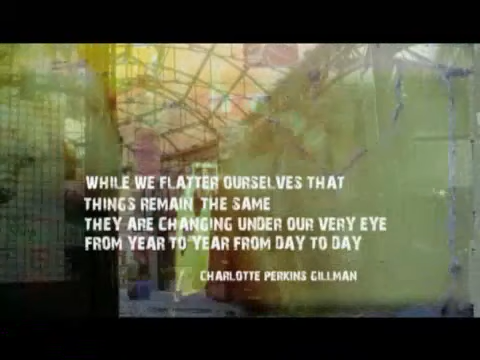 WHILE WE FLATTER OURSELVES THAT
THINGS REMAIN THE SAME
THEY ARE CHANGING UNDER OUR VERY EYE
FROM YEAR TO YEAR FROM DAY TO DAY
CHARLOTTE PERKINS GILLMAN